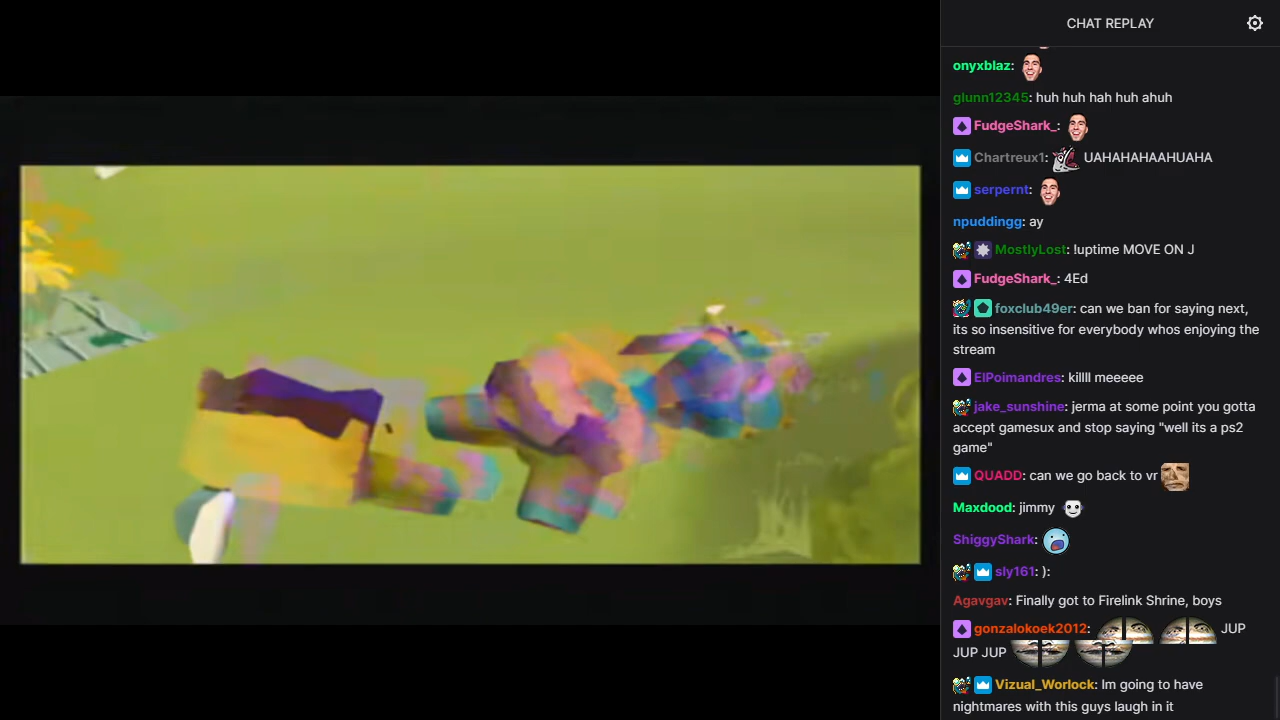 CHAT REPLAY
onyxblaz:
glunn12345: huh huh hah huh ahuh
FudgeShark_:
Chartreux1: UAHAHAHAAHUAHA
serpernt:
npuddingg: ay
MostlyLost: !uptime MOVE ON J
FudgeShark_: 4Ed
foxclub49er: can we ban for saying next,
its so insensitive for everybody whos enjoying the
stream
ElPoimandres: killll meeeee
jake_sunshine: jerma at some point you gotta
accept gamesux and stop saying "well its a ps2
game"
QUADD: can we go back to vr
Maxdood: jimmy
ShiggyShark:
sly161: ):
Agavgav: Finally got to Firelink Shrine, boys
gonzalokoek2012: JUP
JUP JUP
Vizual_Worlock: Im going to have
nightmares with this guys laugh in it